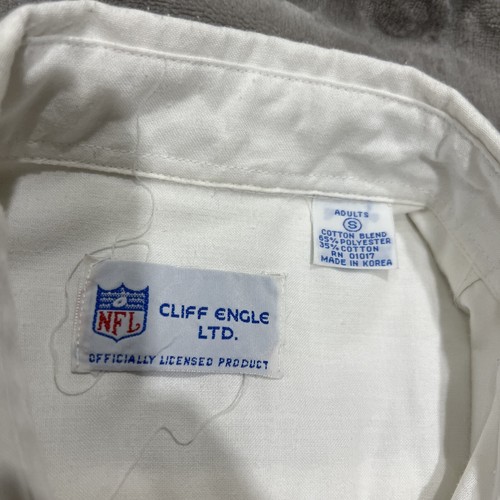 ADULTS
S
COTTON BLEND
65% POLYESTER
35% COTTON
RN 01017
MADE IN KOREA
NFL
CLIFF ENGLE
LTD.
OFFICIALLY LICENSED PRODUCT